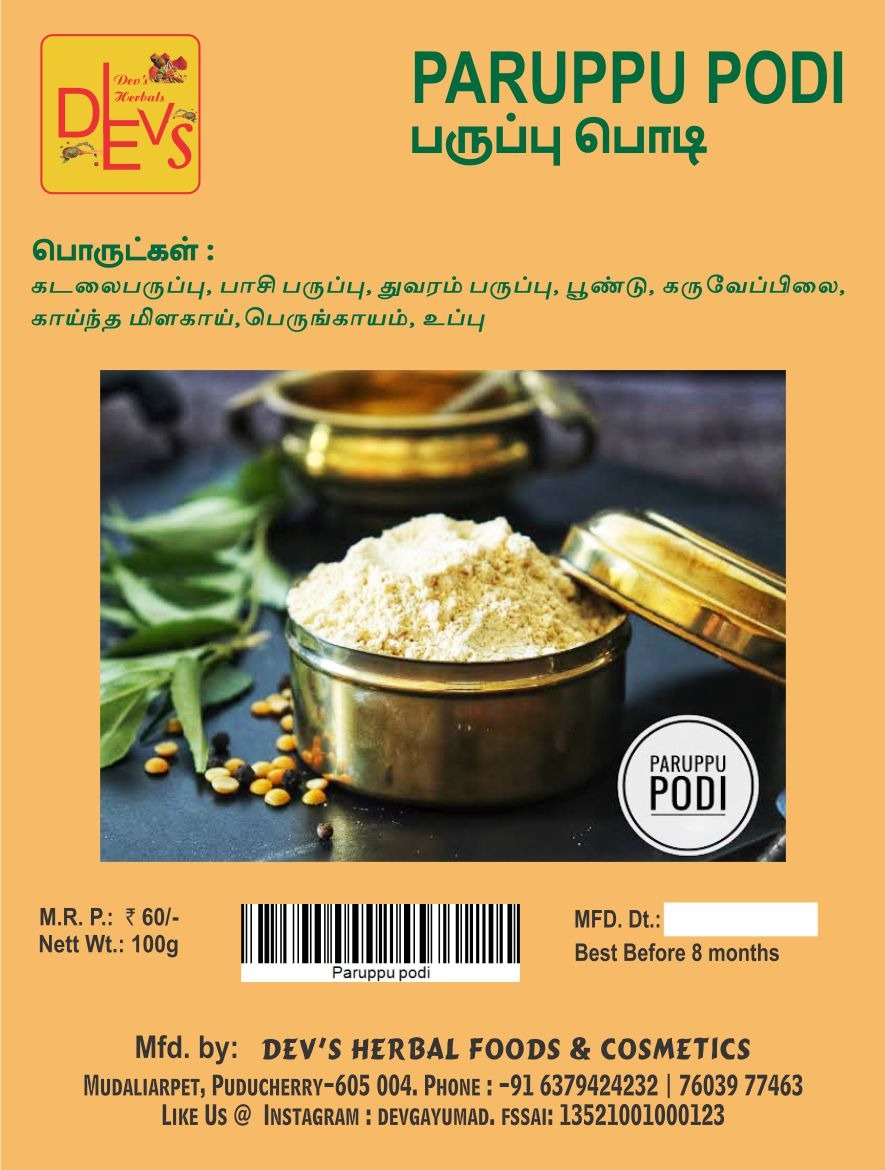 Dev's
Herbals
DEVS
PARUPPU PODI
பருப்பு பொடி
பொருட்கள் :
கடலைபருப்பு, பாசி பருப்பு, துவரம் பருப்பு, பூண்டு, கருவேப்பிலை,
காய்ந்த மிளகாய், பெருங்காயம், உப்பு
PARUPPU
PODI
M.R. P.: ₹ 60/-
Nett Wt.: 100g
Paruppu podi
MFD. Dt.:
Best Before 8 months
Mfd. by: DEV'S HERBAL FOODS & COSMETICS
MUDALIARPET, PUDUCHERRY-605 004. PHONE : -91 6379424232 | 76039 77463
LIKE US @ INSTAGRAM : DEVGAYUMAD. FSSAI: 13521001000123